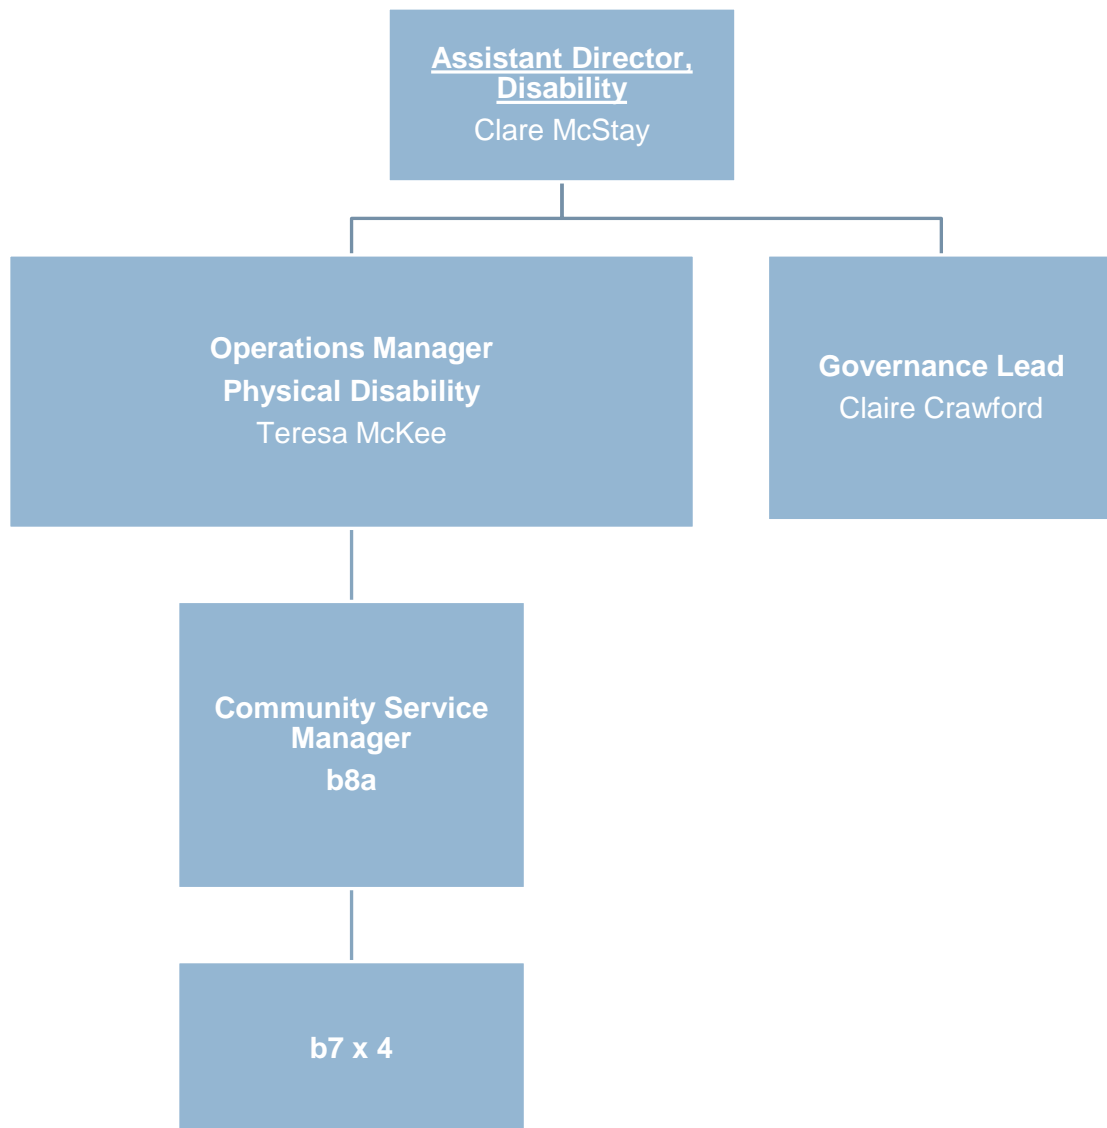 Assistant Director,
Disability
Clare McStay
Operations Manager
Physical Disability
Teresa McKee
Governance Lead
Claire Crawford
Community Service
Manager
b8a
b7 x 4